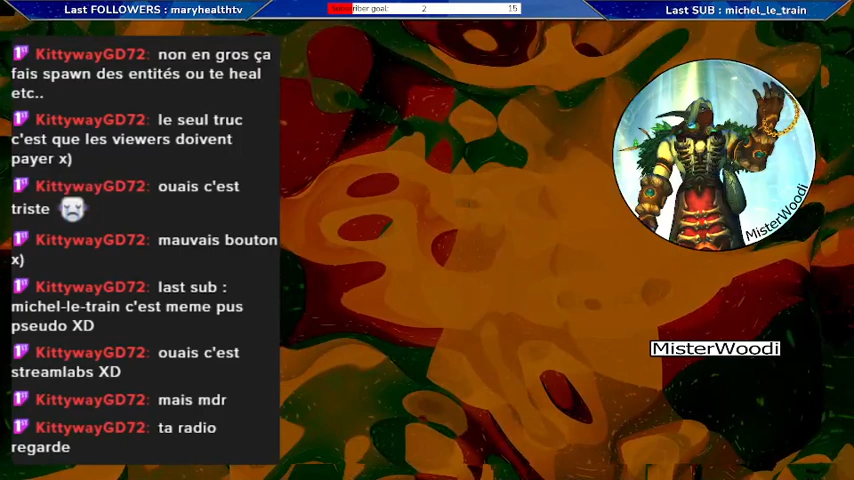 Last FOLLOWERS : maryhealthtv
Subscriber goal: 2 15
Last SUB : michel_le_train
KittywayGD72: non en gros ça
fais spawn des entités ou te heal
etc..
KittywayGD72: le seul truc
c'est que les viewers doivent
payer x)
KittywayGD72: ouais c'est
triste
KittywayGD72: mauvais bouton
x)
KittywayGD72: last sub :
michel-le-train c'est meme pus
pseudo XD
KittywayGD72: ouais c'est
streamlabs XD
KittywayGD72: mais mdr
KittywayGD72: ta radio
regarde
MisterWoodi
MisterWoodi